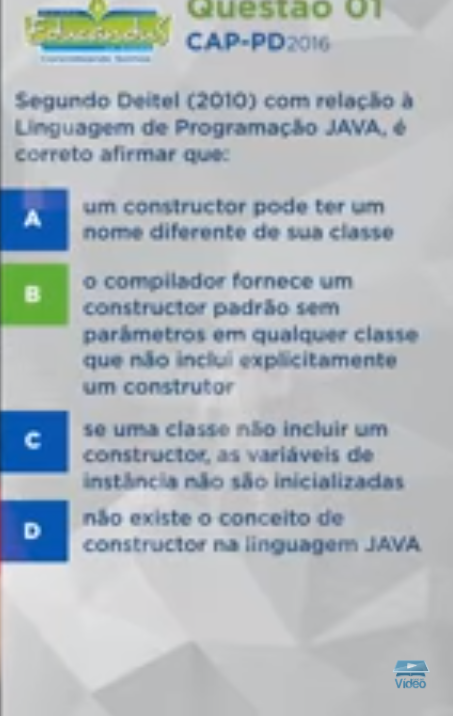 Educandus
Questão 01
CAP-PD2016
Segundo Deitel (2010) com relação à
Linguagem de Programação JAVA, é
correto afirmar que:
A
um constructor pode ter um
nome diferente de sua classe
B
o compilador fornece um
constructor padrão sem
parâmetros em qualquer classe
que não inclui explicitamente
um construtor
C
se uma classe não incluir um
constructor, as variáveis de
instância não são inicializadas
D
não existe o conceito de
constructor na linguagem JAVA
Vídeo